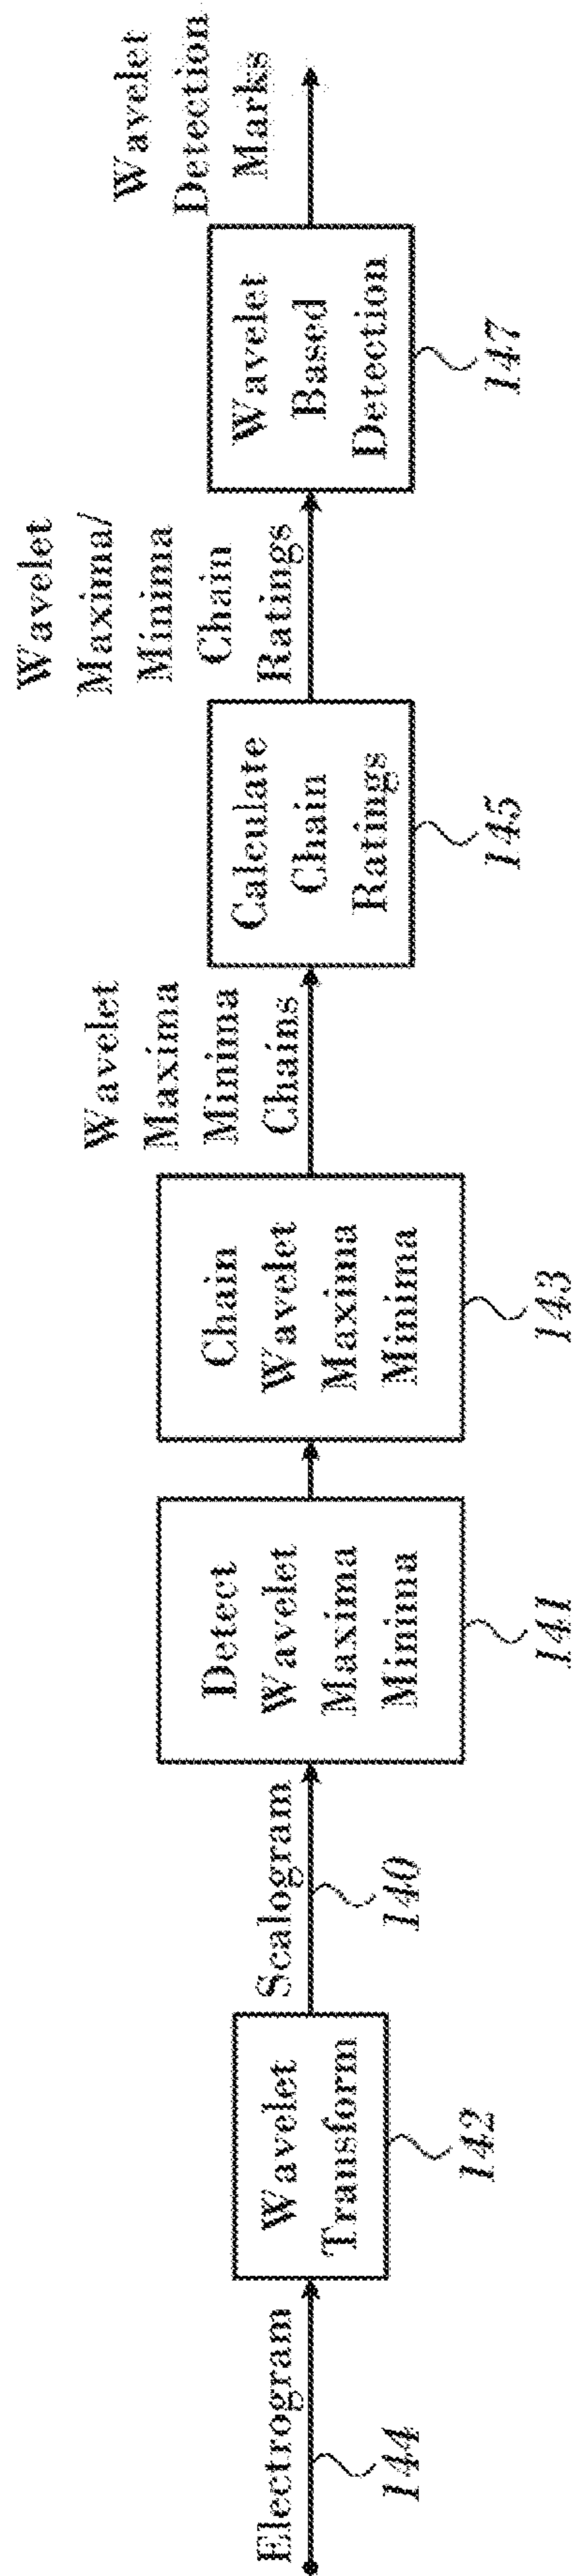 Electrogram
144
Wavelet
Transform
142
Scalogram
140
Detect
Wavelet
Maxima
Minima
141
Chain
Wavelet
Maxima
Minima
143
Wavelet
Maxima
Minima
Chains
Calculate
Chain
Ratings
145
Wavelet
Maxima/
Minima
Chain
Ratings
Wavelet
Based
Detection
147
Wavelet
Detection
Marks